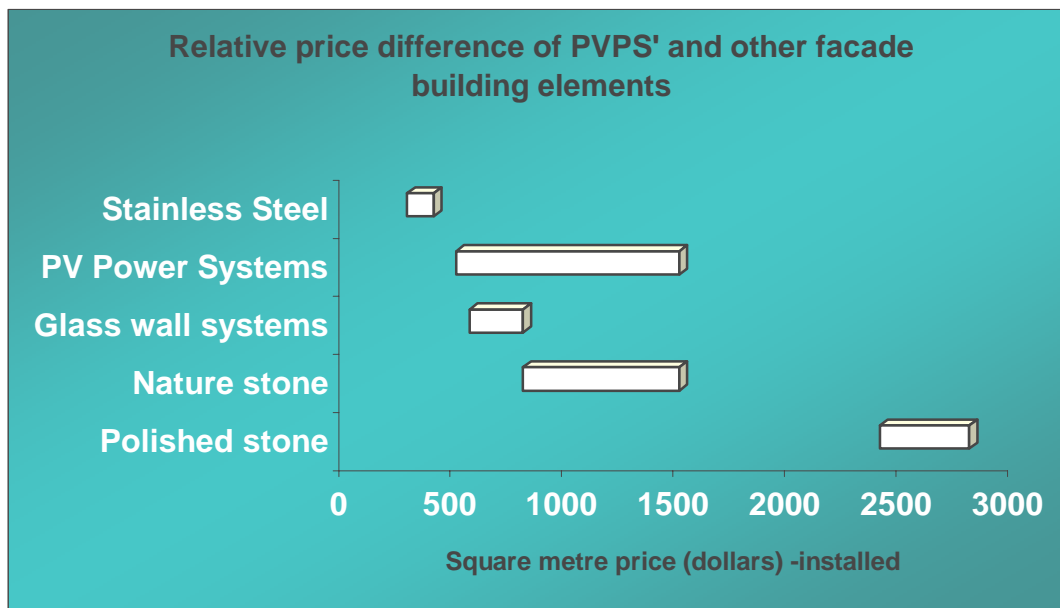 Relative price difference of PVPS' and other facade
building elements
Stainless Steel
PV Power Systems
Glass wall systems
Nature stone
Polished stone
0 500 1000 1500 2000 2500 3000
Square metre price (dollars) -installed